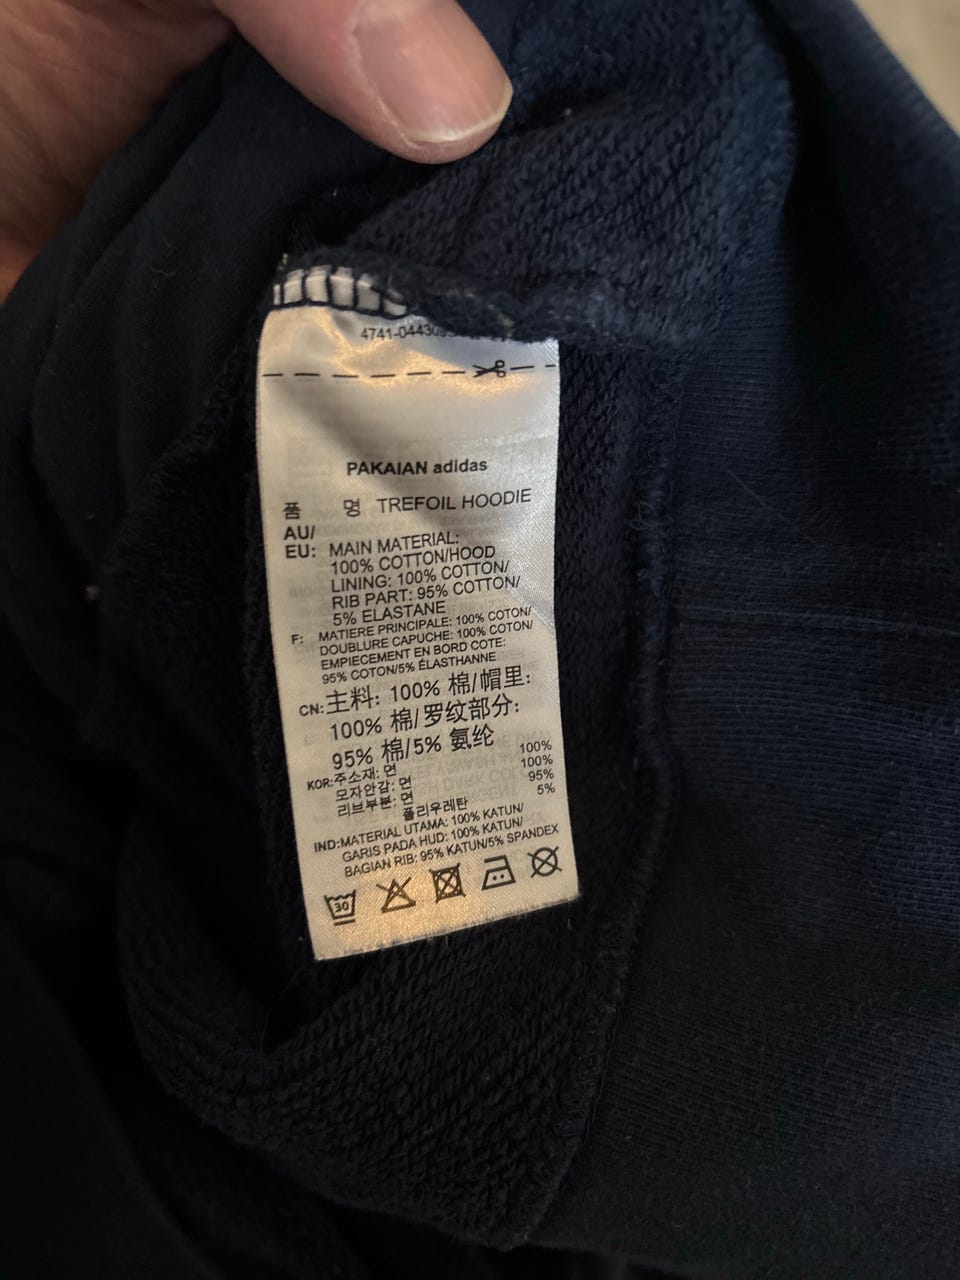 4741-04430
PAKAIAN adidas
품 명 TREFOIL HOODIE
AU/
EU: MAIN MATERIAL:
100% COTTON/HOOD
LINING: 100% COTTON/
RIB PART: 95% COTTON/
5% ELASTANE
F: MATIERE PRINCIPALE: 100% COTON/
DOUBLURE CAPUCHE: 100% COTON/
EMPIECEMENT EN BORD COTE:
95% COTON/5% ÉLASTHANNE
CN: 主料: 100% 棉/帽里:
100% 棉/罗纹部分:
95% 棉/5% 氨纶
KOR: 주소재: 면 100%
모자안감: 면 100%
리브부분: 면 95%
폴리우레탄 5%
IND: MATERIAL UTAMA: 100% KATUN/
GARIS PADA HUD: 100% KATUN/
BAGIAN RIB: 95% KATUN/5% SPANDEX
30